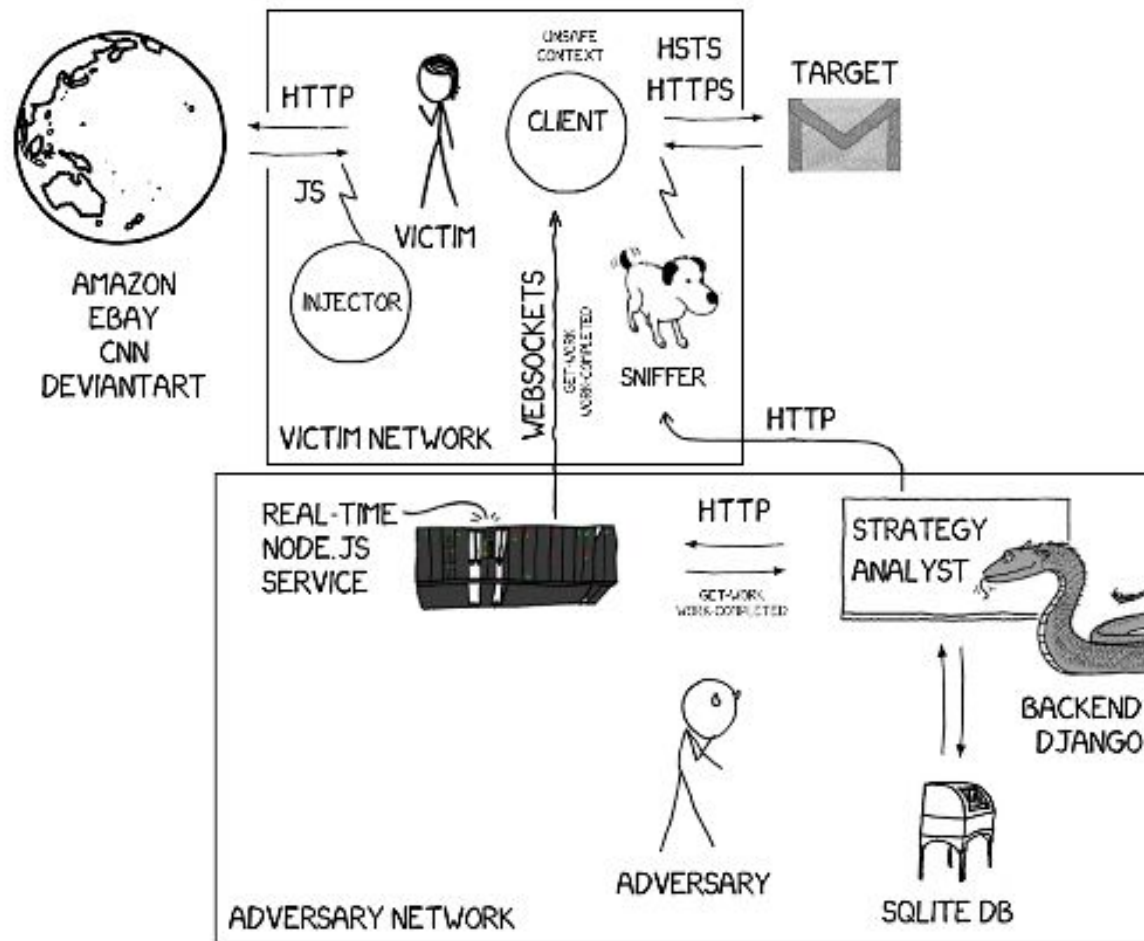 UNSAFE
CONTEXT
HSTS
HTTPS
TARGET
HTTP
CLIENT
JS
VICTIM
INJECTOR
AMAZON
EBAY
CNN
DEVIANTART
WEBSOCKETS
GET-WORK
WORK-COMPLETED
SNIFFER
VICTIM NETWORK
HTTP
REAL-TIME
NODE.JS
SERVICE
HTTP
GET-WORK
WORK-COMPLETED
STRATEGY
ANALYST
BACKEND
DJANGO
ADVERSARY
SQLITE DB
ADVERSARY NETWORK